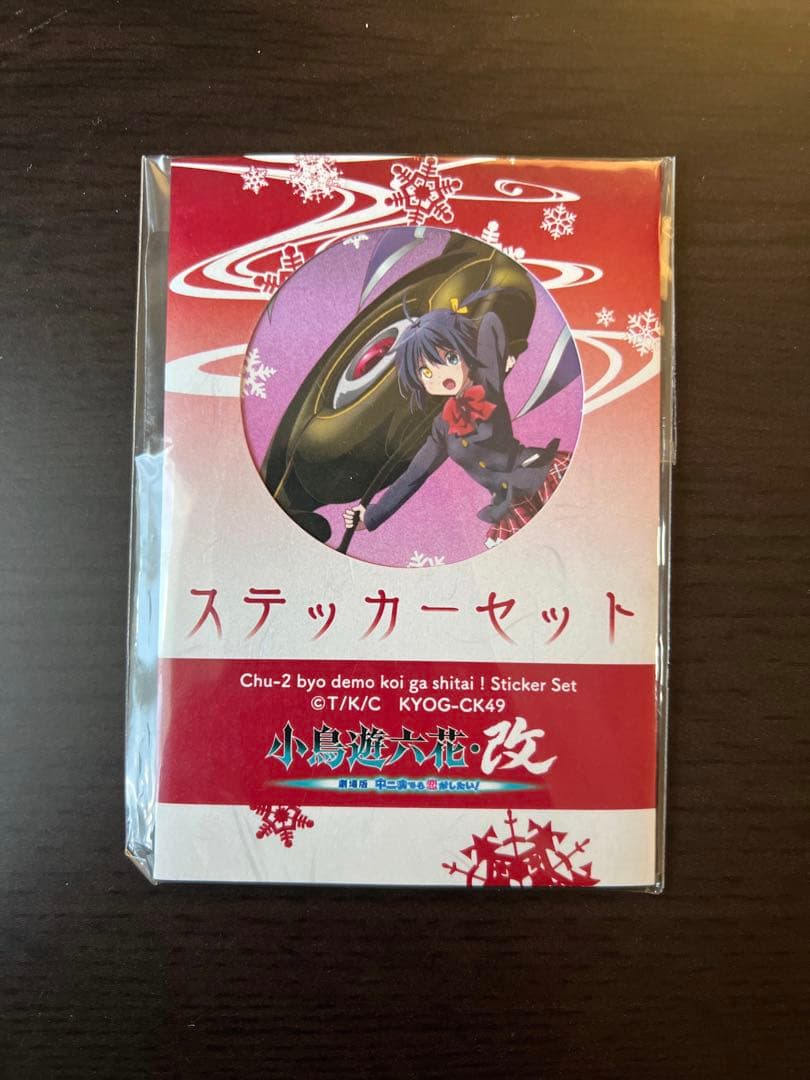 ステッカーセット
Chu-2 byo demo koi ga shitai ! Sticker Set
©T/K/C KYOG-CK49
小鳥遊六花・改
劇場版 中二病でも恋がしたい!